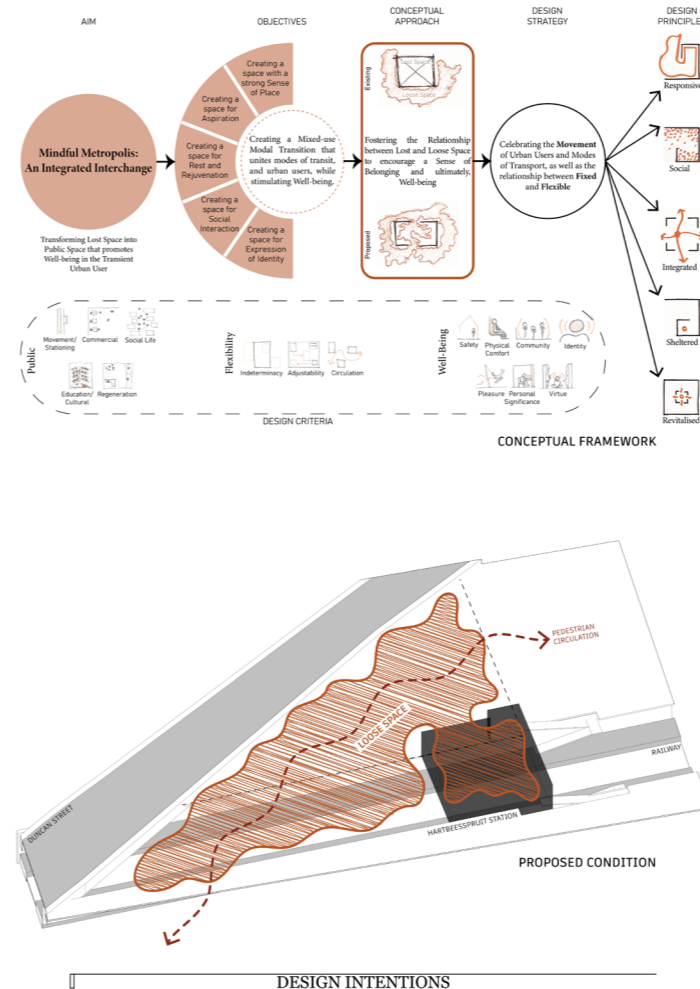 AIM
OBJECTIVES
CONCEPTUAL
APPROACH
DESIGN
STRATEGY
DESIGN
PRINCIPLE
Mindful Metropolis:
An Integrated Interchange
Transforming Lost Space into
Public Space that promotes
Well-being in the Transient
Urban User
Creating a
space with a
strong Sense
of Place
Creating a
space for
Aspiration
Creating a
space for
Rest and
Rejuvenation
Creating a
space for
Social
Interaction
Creating a
space for
Expression
of Identity
Creating a Mixed-use
Modal Transition that
unites modes of transit,
and urban users, while
stimulating Well-being.
Existing
Lost Space
Loose Space
Fostering the Relationship
between Lost and Loose Space
to encourage a Sense of
Belonging and ultimately,
Well-being
Proposed
Celebrating the Movement
of Urban Users and Modes
of Transport, as well as the
relationship between Fixed
and Flexible
Responsive
Social
Integrated
Sheltered
Revitalised
Public
Movement/
Stationing
Commercial
Social Life
Education/
Cultural
Regeneration
Flexibility
Indeterminacy
Adjustability
Circulation
Well-Being
Safety
Physical
Comfort
Community
Identity
Pleasure
Personal
Significance
Virtue
DESIGN CRITERIA
CONCEPTUAL FRAMEWORK
PEDESTRIAN
CIRCULATION
LOOSE SPACE
RAILWAY
DUNCAN STREET
HARTBEESSPRUIT STATION
PROPOSED CONDITION
DESIGN INTENTIONS